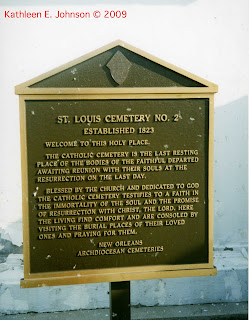 Kathleen E. Johnson © 2009
ST. LOUIS CEMETERY NO. 2
ESTABLISHED 1823
WELCOME TO THIS HOLY PLACE.
THE CATHOLIC CEMETERY IS THE LAST RESTING
PLACE OF THE BODIES OF THE FAITHFUL DEPARTED
AWAITING REUNION WITH THEIR SOULS AT THE
RESURRECTION ON THE LAST DAY.
BLESSED BY THE CHURCH AND DEDICATED TO GOD
THE CATHOLIC CEMETERY TESTIFIES TO A FAITH IN
THE IMMORTALITY OF THE SOUL AND THE PROMISE
OF RESURRECTION WITH CHRIST, THE LORD. HERE
THE LIVING FIND COMFORT AND ARE CONSOLED BY
VISITING THE BURIAL PLACES OF THEIR LOVED
ONES AND PRAYING FOR THEM.
NEW ORLEANS
ARCHDIOCESAN CEMETERIES